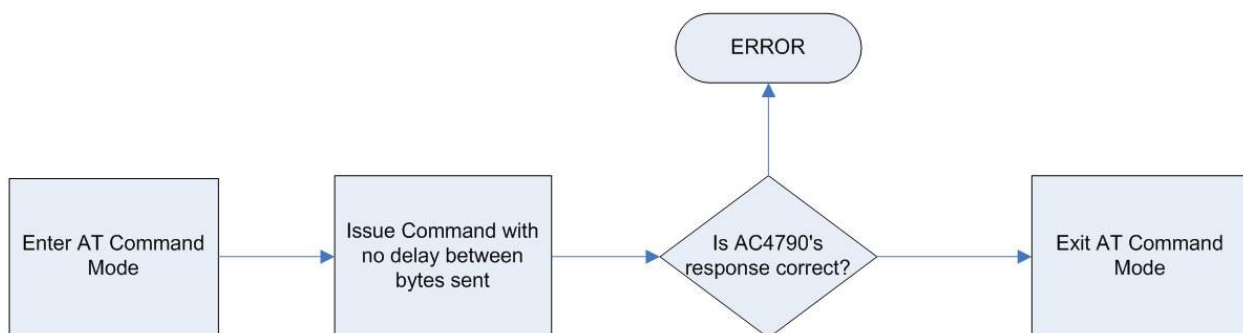 ERROR
Enter AT Command
Mode
Issue Command with
no delay between
bytes sent
Is AC4790's
response correct?
Exit AT Command
Mode